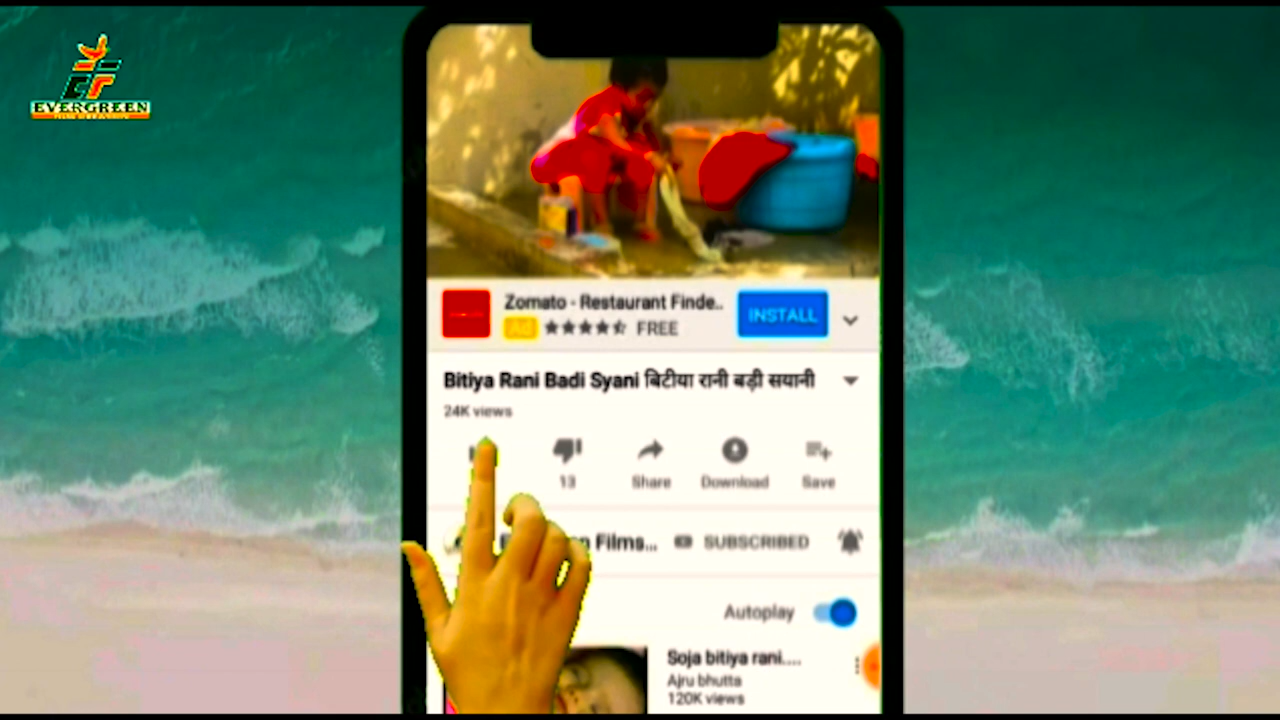 EVERGREEN
Zomato - Restaurant Finde..
Ad
FREE
INSTALL
Bitiya Rani Badi Syani बिटीया रानी बड़ी सयानी
24K views
13
Share
Download
Save
Films...
SUBSCRIBED
Autoplay
Soja bitiya rani....
Ajru bhutta
120K views